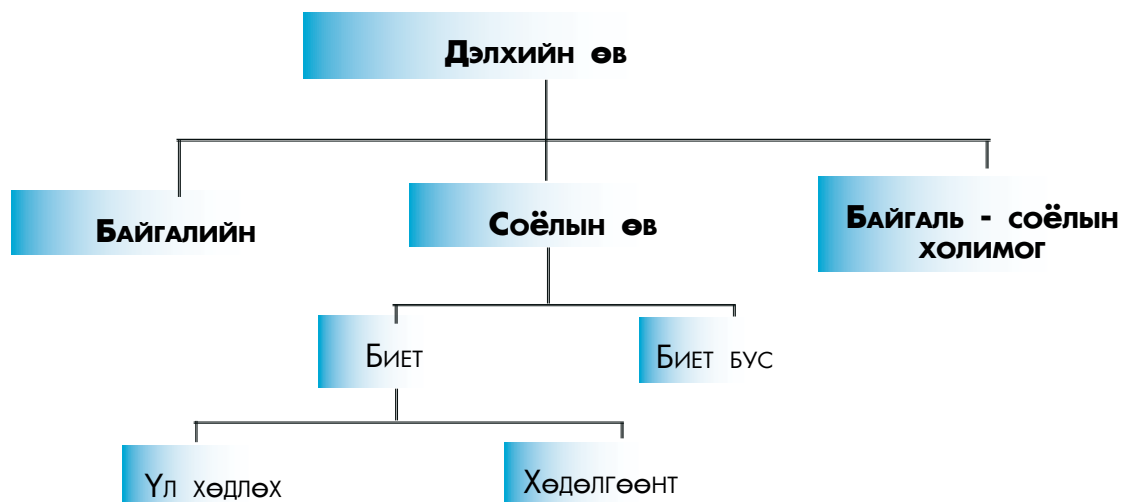 Дэлхийн өв
Байгалийн
Соёлын өв
Байгаль - соёлын
холимог
Биет
Биет бус
Үл хөдлөх
Хөдөлгөөнт